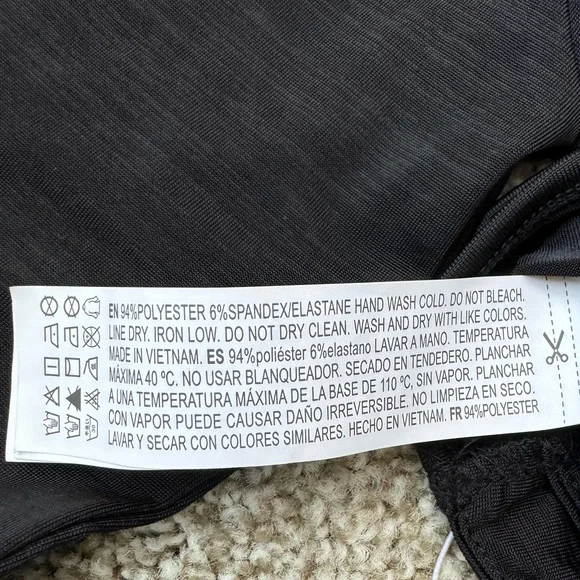 EN 94%POLYESTER 6%SPANDEX/ELASTANE HAND WASH COLD. DO NOT BLEACH.
LINE DRY. IRON LOW. DO NOT DRY CLEAN. WASH AND DRY WITH LIKE COLORS.
MADE IN VIETNAM. ES 94%poliéster 6%elastano LAVAR A MANO. TEMPERATURA
MÁXIMA 40 ºC. NO USAR BLANQUEADOR. SECADO EN TENDEDERO. PLANCHAR
A UNA TEMPERATURA MÁXIMA DE LA BASE DE 110 ºC, SIN VAPOR. PLANCHAR
CON VAPOR PUEDE CAUSAR DAÑO IRREVERSIBLE. NO LIMPIEZA EN SECO.
LAVAR Y SECAR CON COLORES SIMILARES. HECHO EN VIETNAM. FR 94%POLYESTER